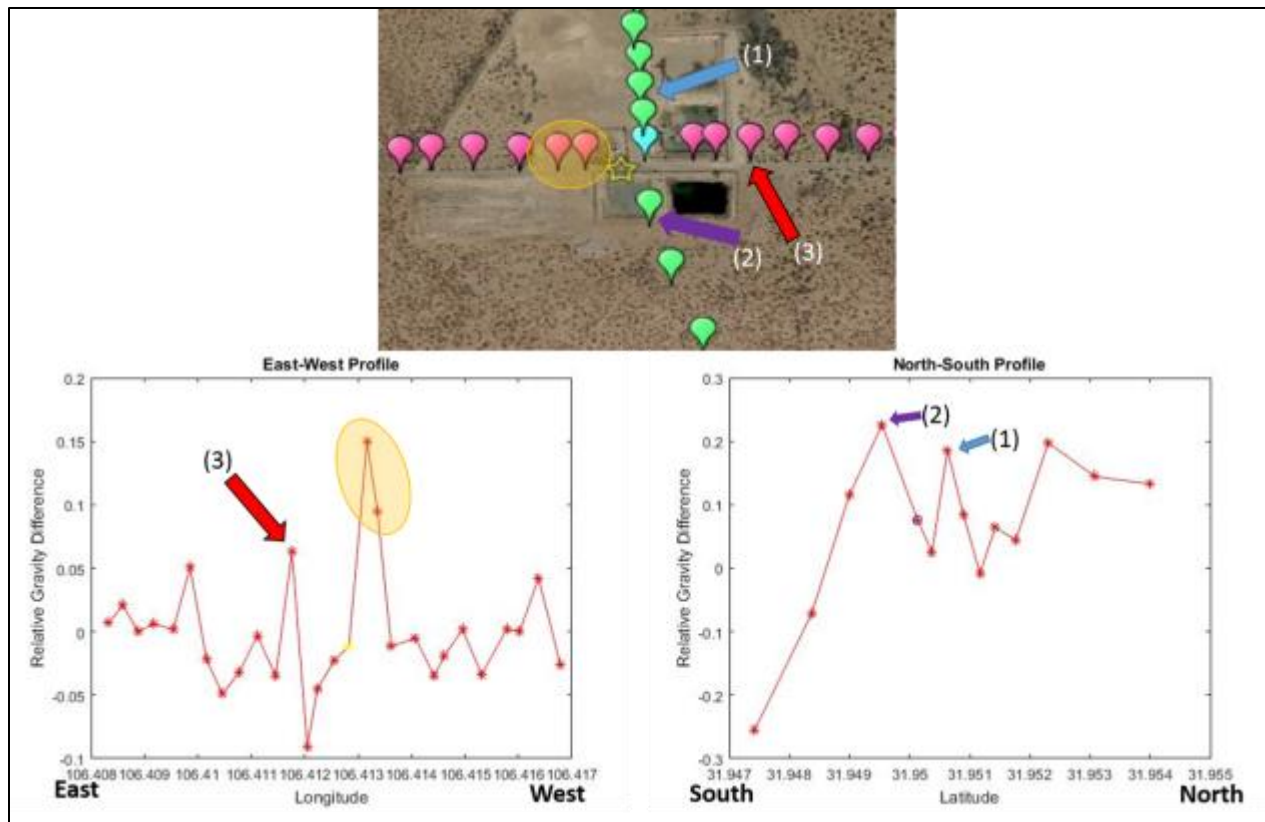 (1)
(2)
(3)
East-West Profile
0.2
0.15
0.1
0.05
0
-0.05
-0.1
Relative Gravity Difference
(3)
106.408 106.409 106.41 106.411 106.412 106.413 106.414 106.415 106.416 106.417
East Longitude West
North-South Profile
0.3
0.2
0.1
0
-0.1
-0.2
-0.3
Relative Gravity Difference
(2)
(1)
31.947 31.948 31.949 31.95 31.951 31.952 31.953 31.954 31.955
South Latitude North